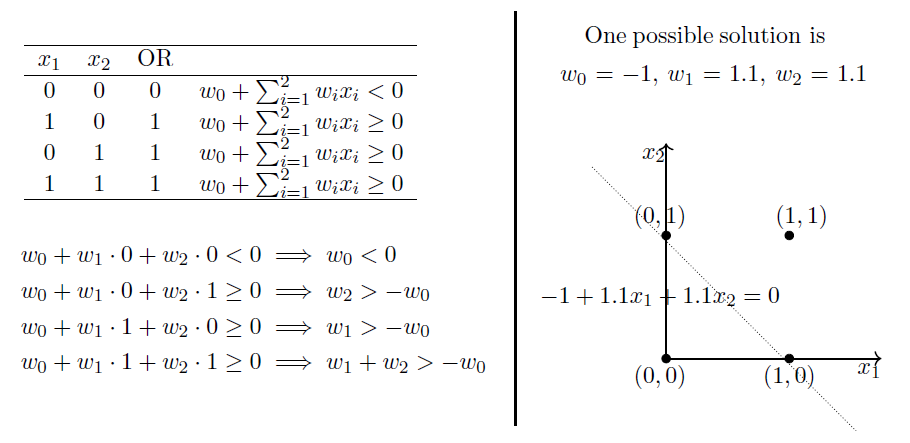 x₁ x₂ OR
0 0 0 w₀ + ∑²ᵢ₌₁ wᵢxᵢ < 0
1 0 1 w₀ + ∑²ᵢ₌₁ wᵢxᵢ ≥ 0
0 1 1 w₀ + ∑²ᵢ₌₁ wᵢxᵢ ≥ 0
1 1 1 w₀ + ∑²ᵢ₌₁ wᵢxᵢ ≥ 0
w₀ + w₁ · 0 + w₂ · 0 < 0 ⟹ w₀ < 0
w₀ + w₁ · 0 + w₂ · 1 ≥ 0 ⟹ w₂ > −w₀
w₀ + w₁ · 1 + w₂ · 0 ≥ 0 ⟹ w₁ > −w₀
w₀ + w₁ · 1 + w₂ · 1 ≥ 0 ⟹ w₁ + w₂ > −w₀
One possible solution is
w₀ = −1, w₁ = 1.1, w₂ = 1.1
x₂
(0, 1) (1, 1)
−1 + 1.1x₁ + 1.1x₂ = 0
x₁
(0, 0) (1, 0)